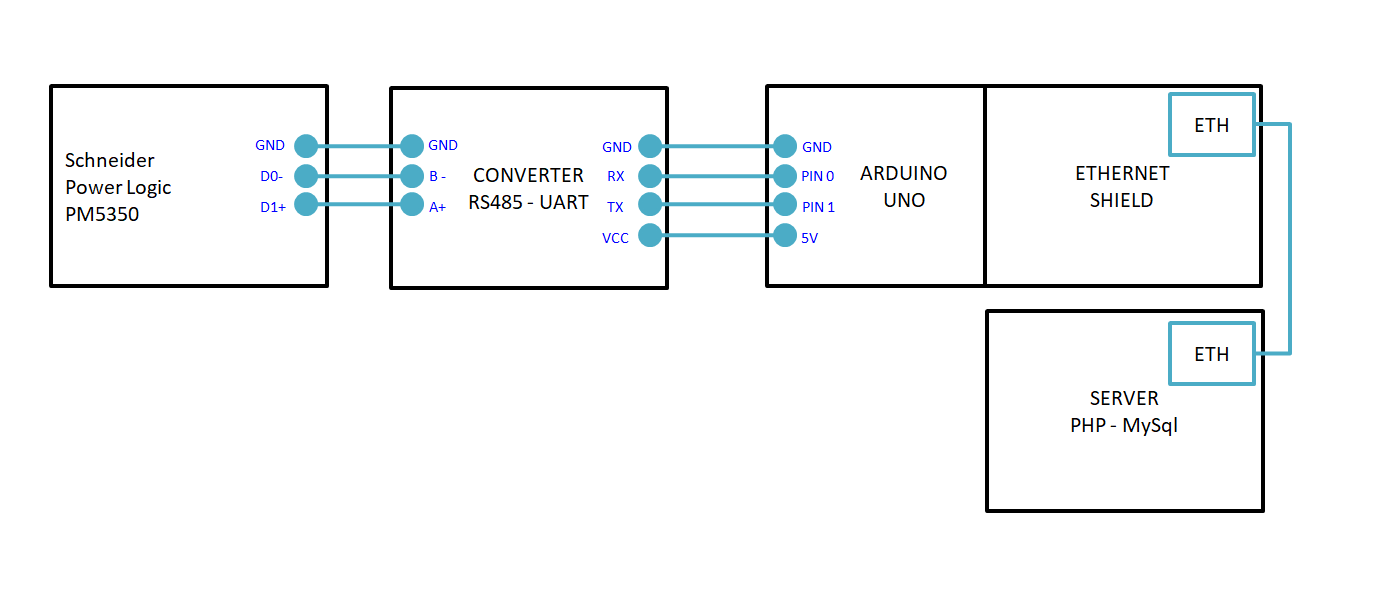 Schneider
Power Logic
PM5350
GND
D0-
D1+
GND
B -
A+
CONVERTER
RS485 - UART
GND
RX
TX
VCC
GND
PIN 0
PIN 1
5V
ARDUINO
UNO
ETHERNET
SHIELD
ETH
ETH
SERVER
PHP - MySql